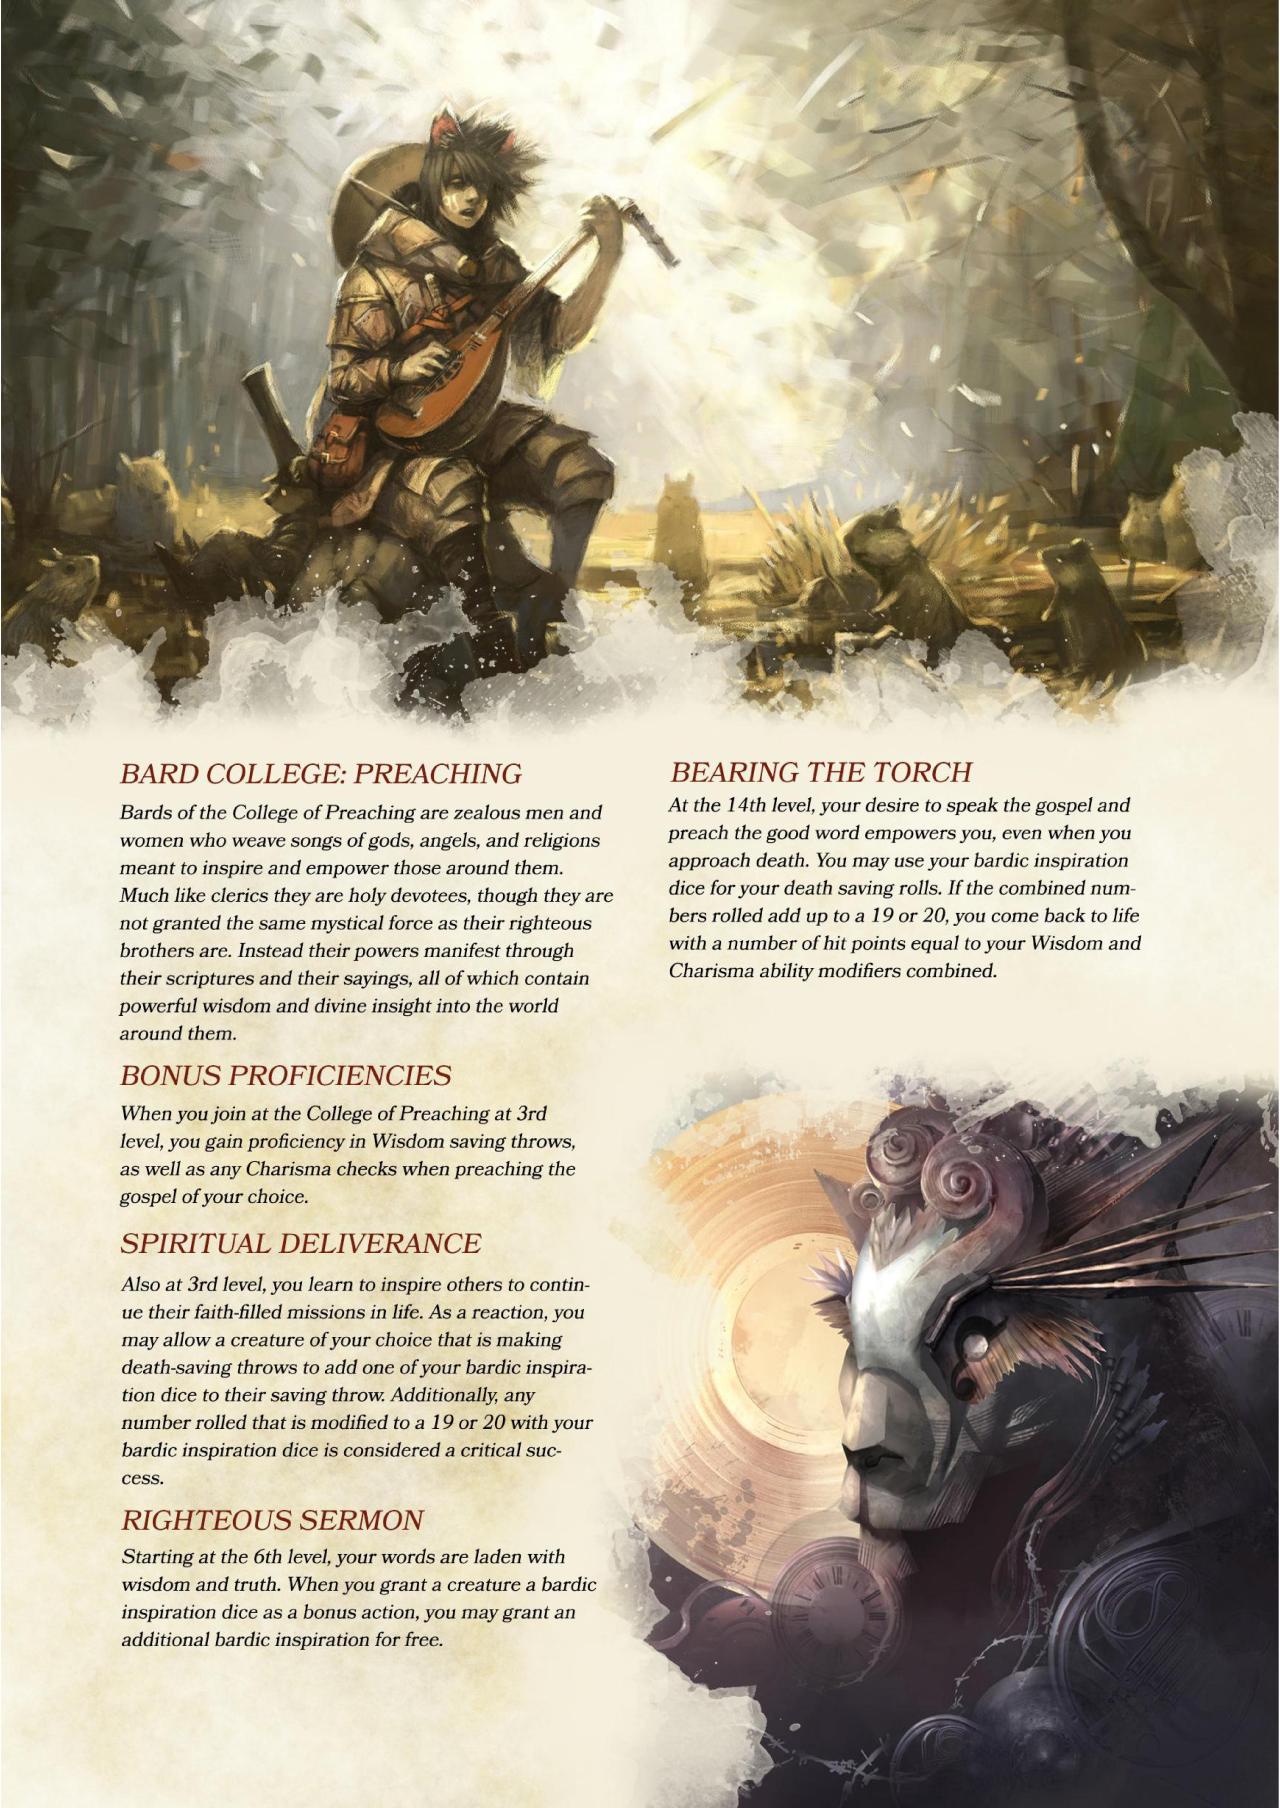 BARD COLLEGE: PREACHING
Bards of the College of Preaching are zealous men and
women who weave songs of gods, angels, and religions
meant to inspire and empower those around them.
Much like clerics they are holy devotees, though they are
not granted the same mystical force as their righteous
brothers are. Instead their powers manifest through
their scriptures and their sayings, all of which contain
powerful wisdom and divine insight into the world
around them.
BONUS PROFICIENCIES
When you join at the College of Preaching at 3rd
level, you gain proficiency in Wisdom saving throws,
as well as any Charisma checks when preaching the
gospel of your choice.
SPIRITUAL DELIVERANCE
Also at 3rd level, you learn to inspire others to contin-
ue their faith-filled missions in life. As a reaction, you
may allow a creature of your choice that is making
death-saving throws to add one of your bardic inspira-
tion dice to their saving throw. Additionally, any
number rolled that is modified to a 19 or 20 with your
bardic inspiration dice is considered a critical suc-
cess.
RIGHTEOUS SERMON
Starting at the 6th level, your words are laden with
wisdom and truth. When you grant a creature a bardic
inspiration dice as a bonus action, you may grant an
additional bardic inspiration for free.
BEARING THE TORCH
At the 14th level, your desire to speak the gospel and
preach the good word empowers you, even when you
approach death. You may use your bardic inspiration
dice for your death saving rolls. If the combined num-
bers rolled add up to a 19 or 20, you come back to life
with a number of hit points equal to your Wisdom and
Charisma ability modifiers combined.